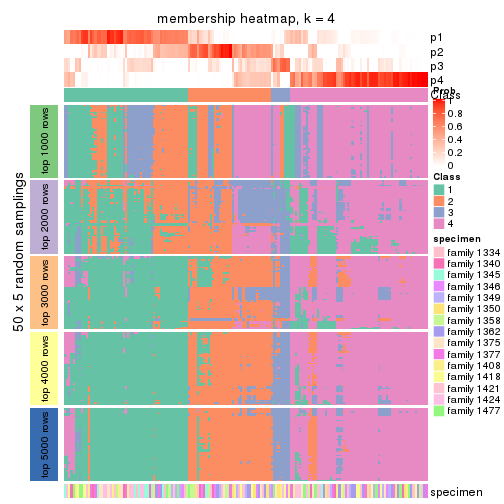 membership heatmap, k = 4
p1
p2
p3
p4
Class
Prob
1
0.8
0.6
0.4
0.2
0
Class
1
2
3
4
specimen
family 1334
family 1340
family 1345
family 1346
family 1349
family 1350
family 1358
family 1362
family 1375
family 1377
family 1408
family 1418
family 1421
family 1424
family 1477
50 x 5 random samplings
top 1000 rows
top 2000 rows
top 3000 rows
top 4000 rows
top 5000 rows
specimen